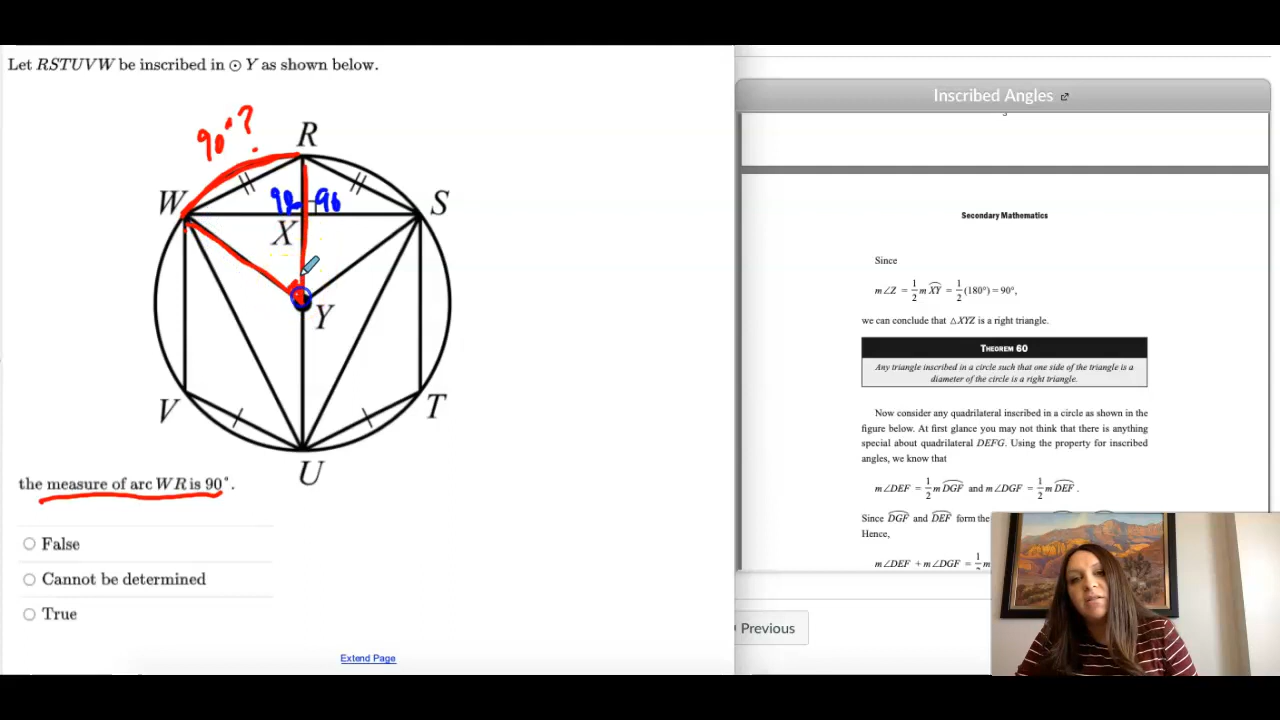 Let RSTUVW be inscribed in ⊙ Y as shown below.
90°?
R
W
S
90
90
X
Y
V
T
U
the measure of arc WR is 90°.
False
Cannot be determined
True
Extend Page
Inscribed Angles
Secondary Mathematics
Since
m∠Z = 1/2 m XY = 1/2 (180°) = 90°,
we can conclude that △XYZ is a right triangle.
THEOREM 60
Any triangle inscribed in a circle such that one side of the triangle is a
diameter of the circle is a right triangle.
Now consider any quadrilateral inscribed in a circle as shown in the
figure below. At first glance you may not think that there is anything
special about quadrilateral DEFG. Using the property for inscribed
angles, we know that
m∠DEF = 1/2 m DGF and m∠DGF = 1/2 m DEF .
Since DGF and DEF form the
Hence,
m∠DEF + m∠DGF = 1/2 m
Previous